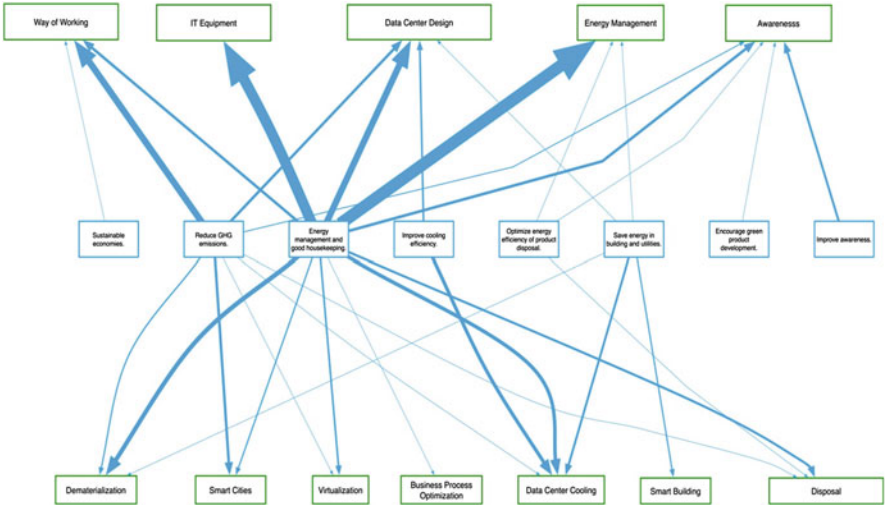 Way of Working
IT Equipment
Data Center Design
Energy Management
Awarenesss
Sustainable
economies.
Reduce GHG
emissions.
Energy
management and
good housekeeping.
Improve cooling
efficiency.
Optimize energy
efficiency of product
disposal.
Save energy in
building and utilities.
Encourage green
product
development.
Improve awareness.
Dematerialization
Smart Cities
Virtualization
Business Process
Optimization
Data Center Cooling
Smart Building
Disposal